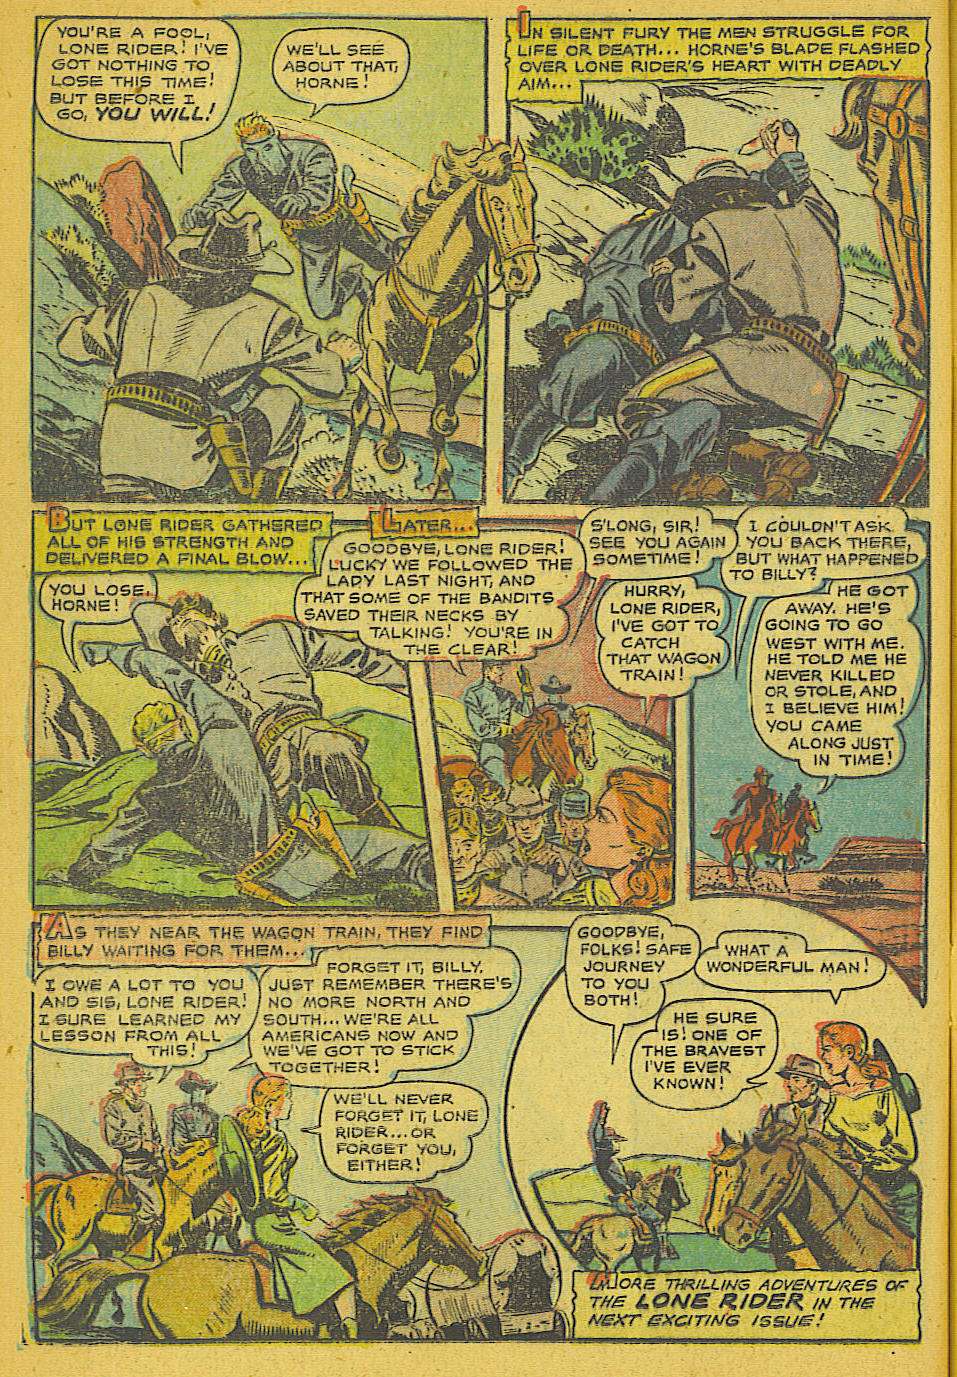 YOU'RE A FOOL,
LONE RIDER! I'VE
GOT NOTHING TO
LOSE THIS TIME!
BUT BEFORE I
GO, YOU WILL!
WE'LL SEE
ABOUT THAT,
HORNE!
IN SILENT FURY THE MEN STRUGGLE FOR
LIFE OR DEATH... HORNE'S BLADE FLASHED
OVER LONE RIDER'S HEART WITH DEADLY
AIM...
BUT LONE RIDER GATHERED
ALL OF HIS STRENGTH AND
DELIVERED A FINAL BLOW...
YOU LOSE,
HORNE!
LATER...
GOODBYE, LONE RIDER!
LUCKY WE FOLLOWED THE
LADY LAST NIGHT, AND
THAT SOME OF THE BANDITS
SAVED THEIR NECKS BY
TALKING! YOU'RE IN
THE CLEAR!
S'LONG, SIR!
SEE YOU AGAIN
SOMETIME!
HURRY,
LONE RIDER,
I'VE GOT TO
CATCH
THAT WAGON
TRAIN!
I COULDN'T ASK
YOU BACK THERE,
BUT WHAT HAPPENED
TO BILLY?
HE GOT
AWAY. HE'S
GOING TO GO
WEST WITH ME.
HE TOLD ME HE
NEVER KILLED
OR STOLE, AND
I BELIEVE HIM!
YOU CAME
ALONG JUST
IN TIME!
AS THEY NEAR THE WAGON TRAIN, THEY FIND
BILLY WAITING FOR THEM...
I OWE A LOT TO YOU
AND SIS, LONE RIDER!
I SURE LEARNED MY
LESSON FROM ALL
THIS!
FORGET IT, BILLY.
JUST REMEMBER THERE'S
NO MORE NORTH AND
SOUTH... WE'RE ALL
AMERICANS NOW AND
WE'VE GOT TO STICK
TOGETHER!
WE'LL NEVER
FORGET IT, LONE
RIDER... OR
FORGET YOU,
EITHER!
GOODBYE,
FOLKS! SAFE
JOURNEY
TO YOU
BOTH!
WHAT A
WONDERFUL MAN!
HE SURE
IS! ONE OF
THE BRAVEST
I'VE EVER
KNOWN!
MORE THRILLING ADVENTURES OF
THE LONE RIDER IN THE
NEXT EXCITING ISSUE!